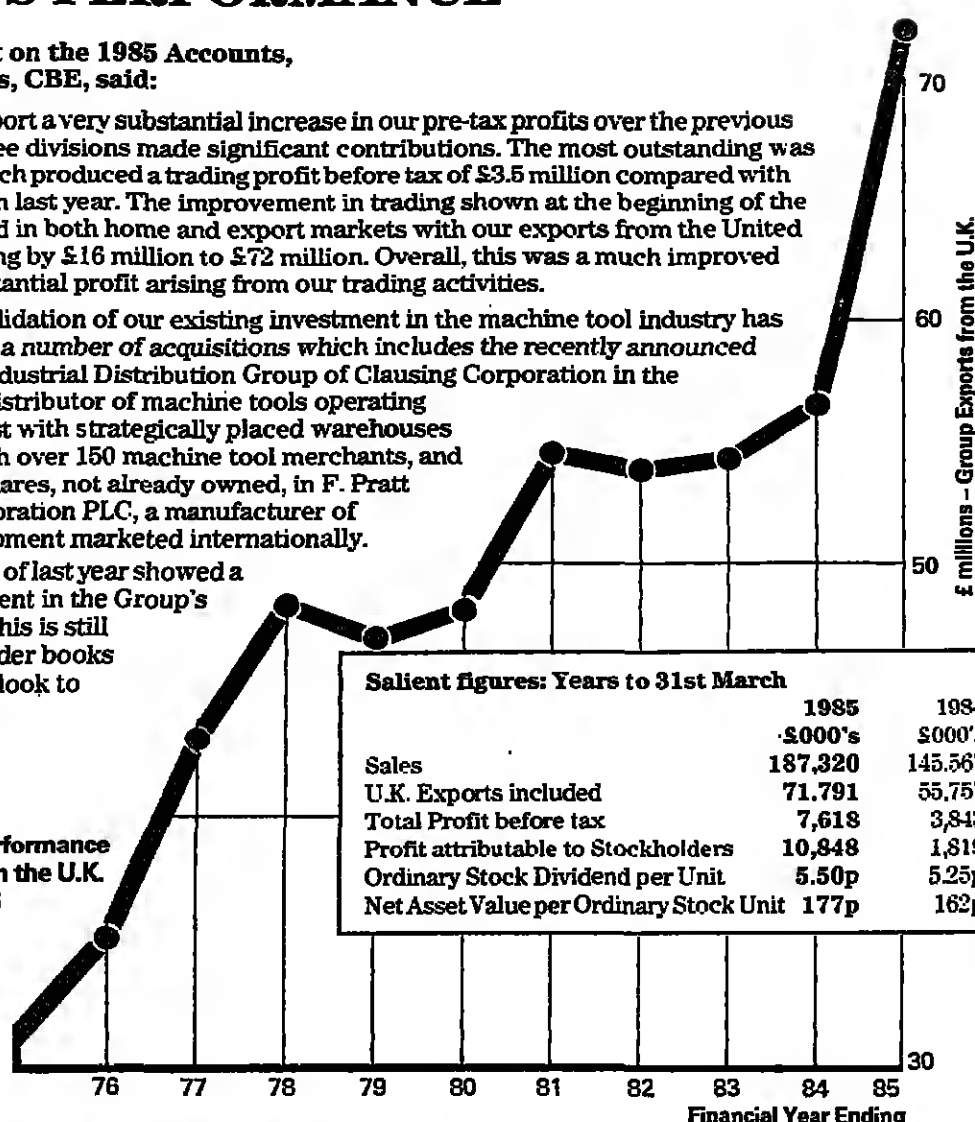 S PERFORMANCE
t on the 1985 Accounts,
s, CBE, said:
port a very substantial increase in our pre-tax profits over the previous
ee divisions made significant contributions. The most outstanding was
ch produced a trading profit before tax of £3.5 million compared with
n last year. The improvement in trading shown at the beginning of the
d in both home and export markets with our exports from the United
ng by £16 million to £72 million. Overall, this was a much improved
tantial profit arising from our trading activities.
lidation of our existing investment in the machine tool industry has
a number of acquisitions which includes the recently announced
dustrial Distribution Group of Clausing Corporation in the
istributor of machine tools operating
st with strategically placed warehouses
h over 150 machine tool merchants, and
ares, not already owned, in F. Pratt
oration PLC, a manufacturer of
pment marketed internationally.
of last year showed a
ent in the Group's
his is still
der books
look to
rformance
n the U.K.
70
60
50
30
£ millions – Group Exports from the U.K.
Salient figures: Years to 31st March
1985 198
£000's £000'
Sales 187,320 145.56
U.K. Exports included 71.791 55,75
Total Profit before tax 7,618 3,84
Profit attributable to Stockholders 10,848 1,819
Ordinary Stock Dividend per Unit 5.50p 5.25p
Net Asset Value per Ordinary Stock Unit 177p 162p
76 77 78 79 80 81 82 83 84 85
Financial Year Ending